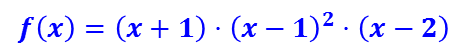 f(x) = (x + 1) · (x − 1)² · (x − 2)